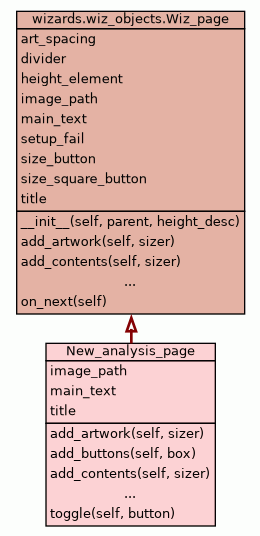 wizards.wiz_objects.Wiz_page
art_spacing
divider
height_element
image_path
main_text
setup_fail
size_button
size_square_button
title
__init__(self, parent, height_desc)
add_artwork(self, sizer)
add_contents(self, sizer)
...
on_next(self)
New_analysis_page
image_path
main_text
title
add_artwork(self, sizer)
add_buttons(self, box)
add_contents(self, sizer)
...
toggle(self, button)